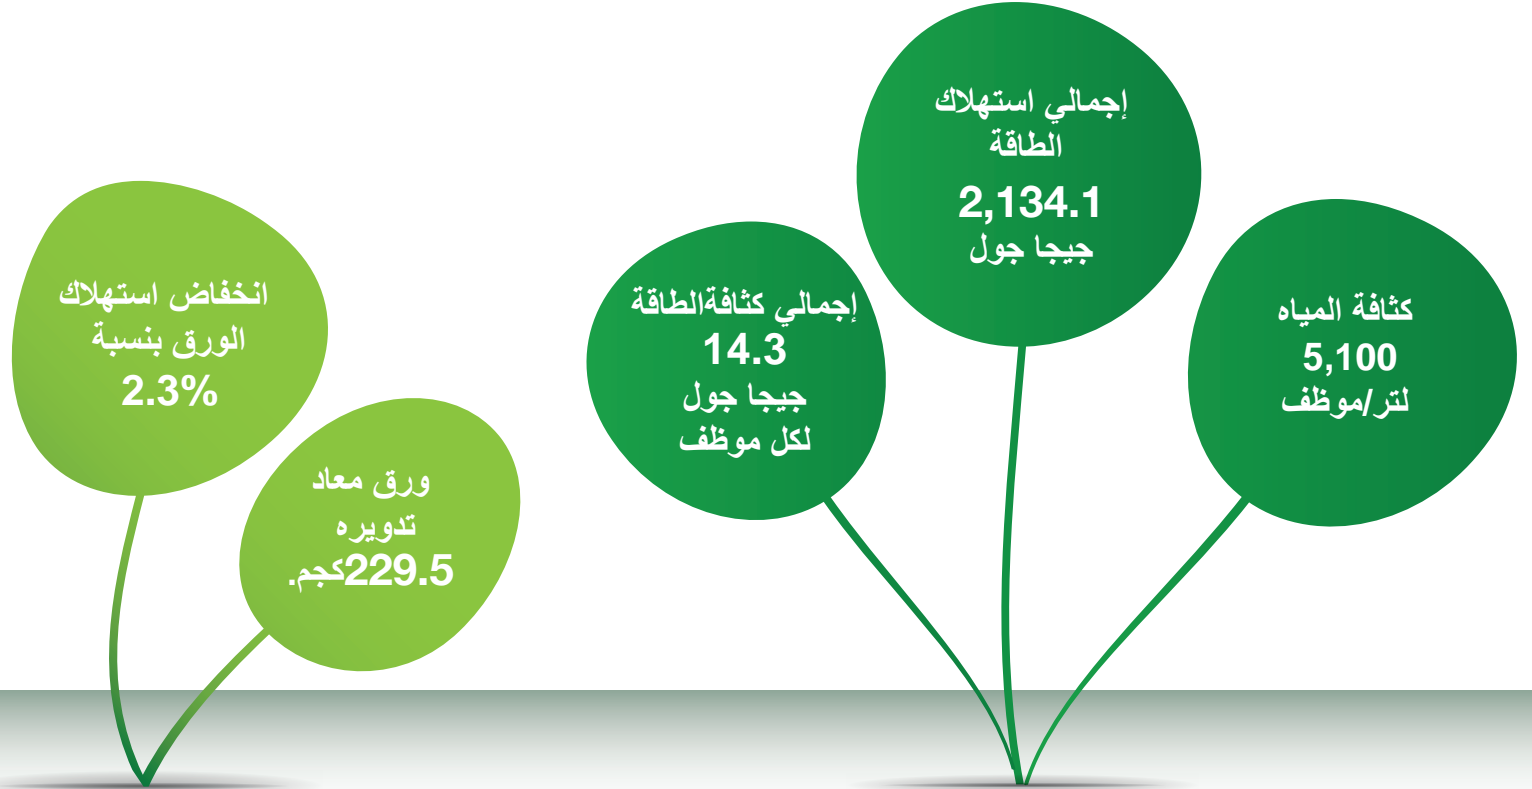 كثافة المياه
5,100
لتر/موظف
إجمالي استهلاك
الطاقة
2,134.1
جيجا جول
إجمالي كثافةالطاقة
14.3
جيجا جول
لكل موظف
ورق معاد
تدويره
229.5كجم.
انخفاض استهلاك
الورق بنسبة
2.3%